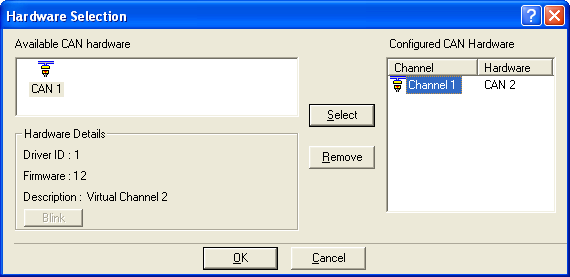 Hardware Selection
Available CAN hardware
CAN 1
Hardware Details
Driver ID : 1
Firmware : 12
Description : Virtual Channel 2
Blink
Select
Remove
Configured CAN Hardware
Channel Hardware
Channel 1 CAN 2
OK Cancel